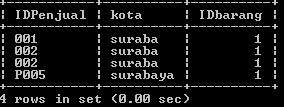 | IDPenjual | kota     | IDbarang |
| 001       | suraba   |        1 |
| 002       | suraba   |        1 |
| 002       | suraba   |        1 |
| P005      | surabaya |        1 |
4 rows in set (0.00 sec)